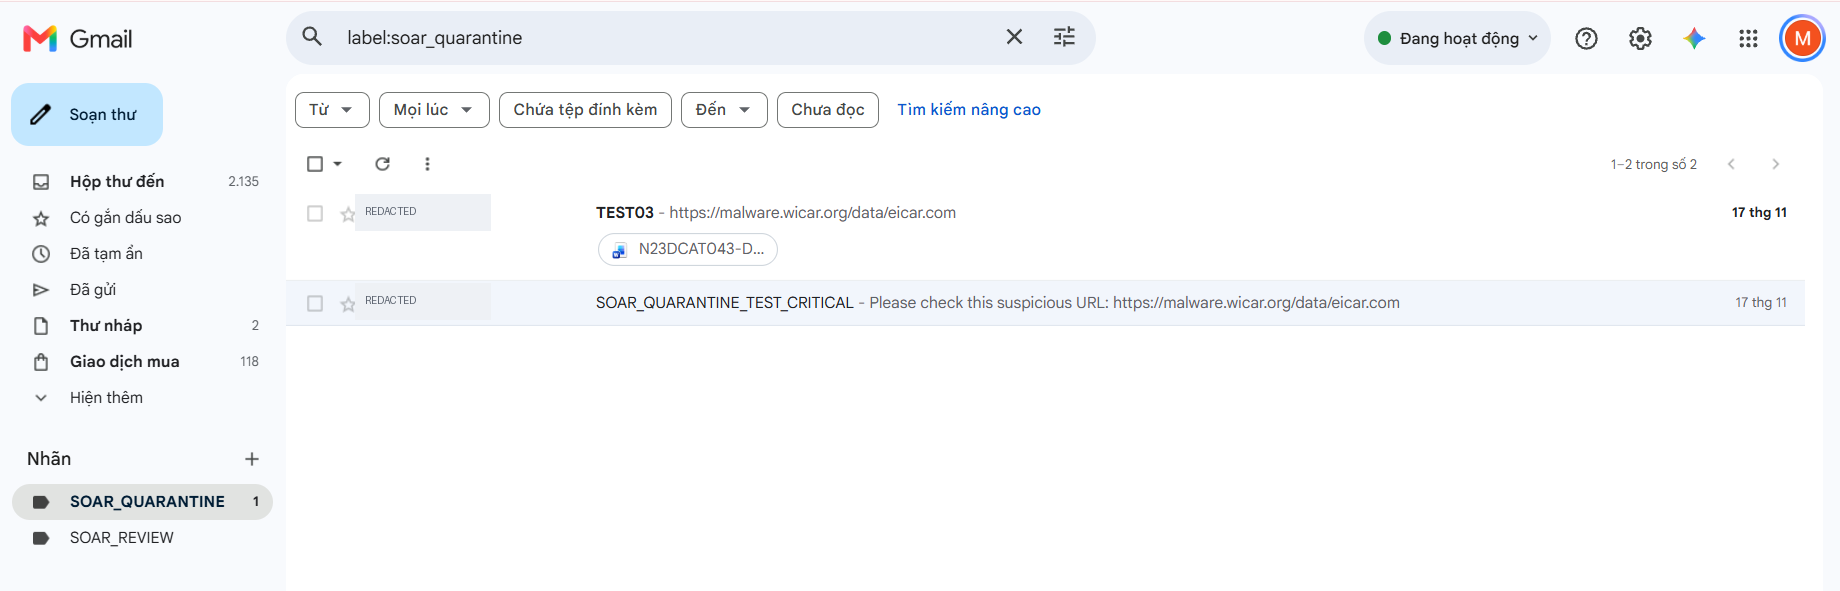 Gmail
label:soar_quarantine
Đang hoạt động
M
Soạn thư
Từ
Mọi lúc
Chứa tệp đính kèm
Đến
Chưa đọc
Tìm kiếm nâng cao
1–2 trong số 2
Hộp thư đến 2.135
Có gắn dấu sao
Đã tạm ẩn
Đã gửi
Thư nháp 2
Giao dịch mua 118
Hiện thêm
Nhãn
SOAR_QUARANTINE 1
SOAR_REVIEW
REDACTED TEST03 - https://malware.wicar.org/data/eicar.com 17 thg 11
N23DCAT043-D...
REDACTED SOAR_QUARANTINE_TEST_CRITICAL - Please check this suspicious URL: https://malware.wicar.org/data/eicar.com 17 thg 11